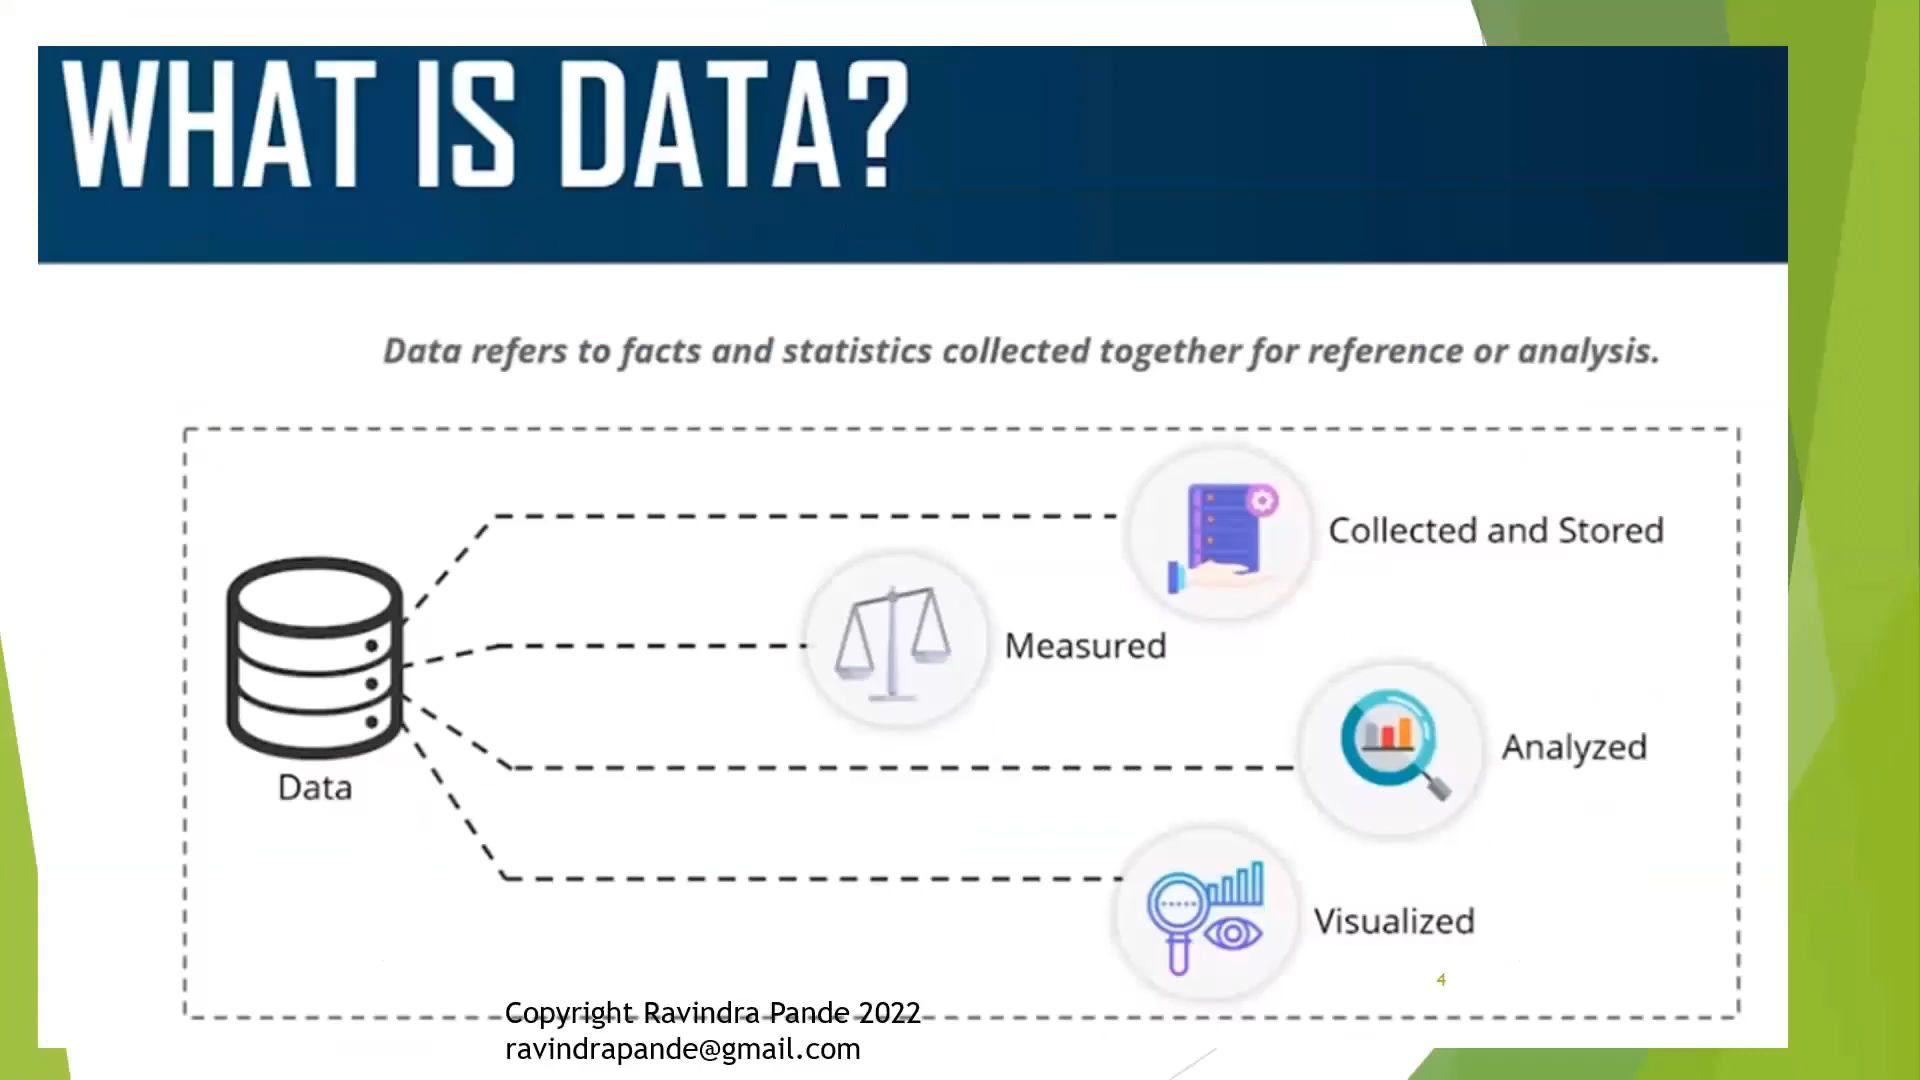 WHAT IS DATA?
Data refers to facts and statistics collected together for reference or analysis.
Collected and Stored
Measured
Analyzed
Data
Visualized
4
Copyright Ravindra Pande 2022
ravindrapande@gmail.com